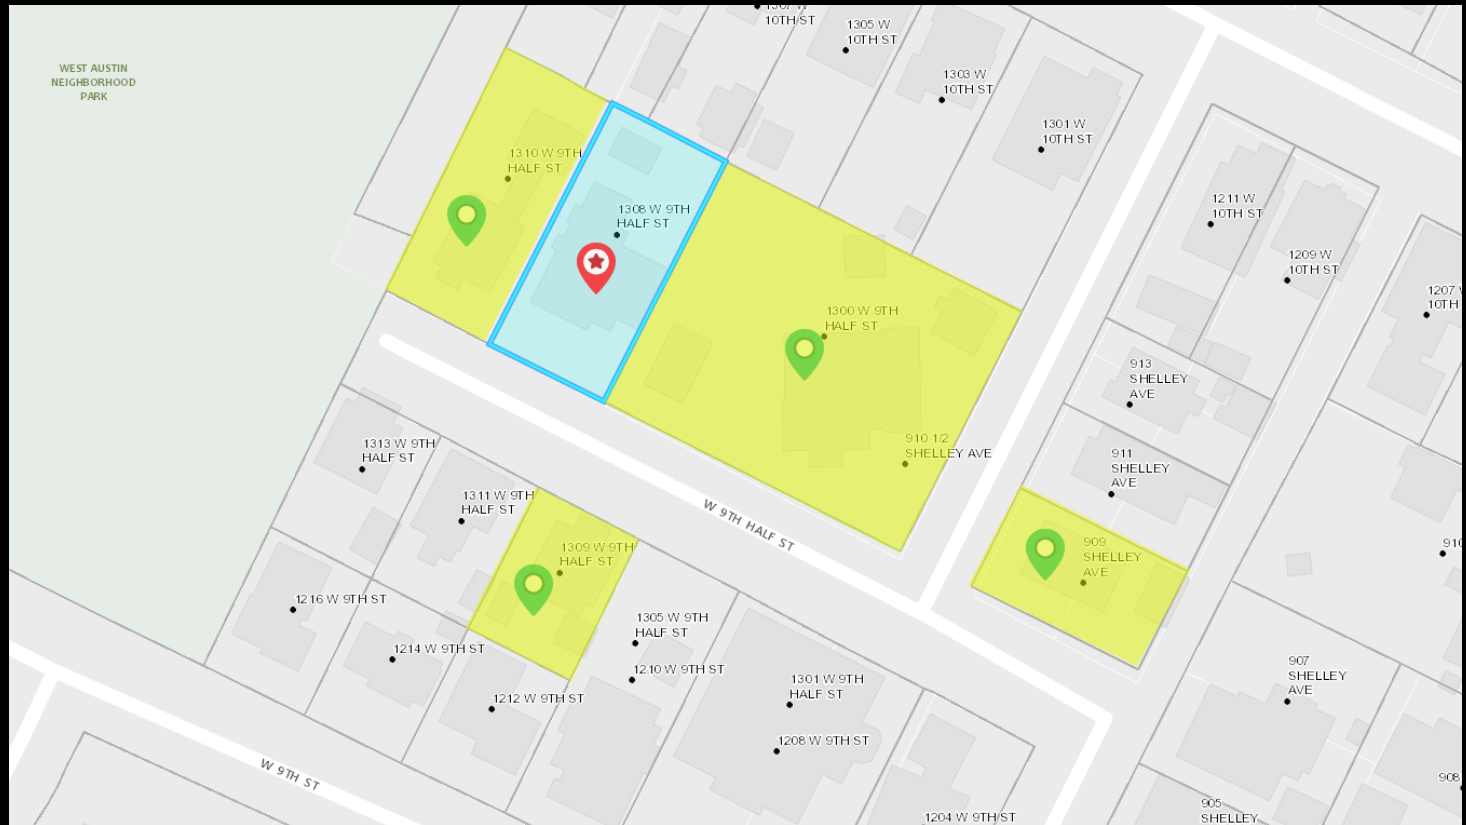 WEST AUSTIN
NEIGHBORHOOD
PARK
1307 W
10TH ST
1305 W
10TH ST
1303 W
10TH ST
1301 W
10TH ST
1310 W 9TH
HALF ST
1308 W 9TH
HALF ST
1211 W
10TH ST
1209 W
10TH ST
1207
10TH
1300 W 9TH
HALF ST
913
SHELLEY
AVE
910 1/2
SHELLEY AVE
911
SHELLEY
AVE
1313 W 9TH
HALF ST
1311 W 9TH
HALF ST
W 9TH HALF ST
1309 W 9TH
HALF ST
909
SHELLEY
AVE
910
1216 W 9TH ST
1305 W 9TH
HALF ST
1214 W 9TH ST
1210 W 9TH ST
907
SHELLEY
AVE
1212 W 9TH ST
1301 W 9TH
HALF ST
1208 W 9TH ST
W 9TH ST
908
905
SHELLEY
1204 W 9TH ST